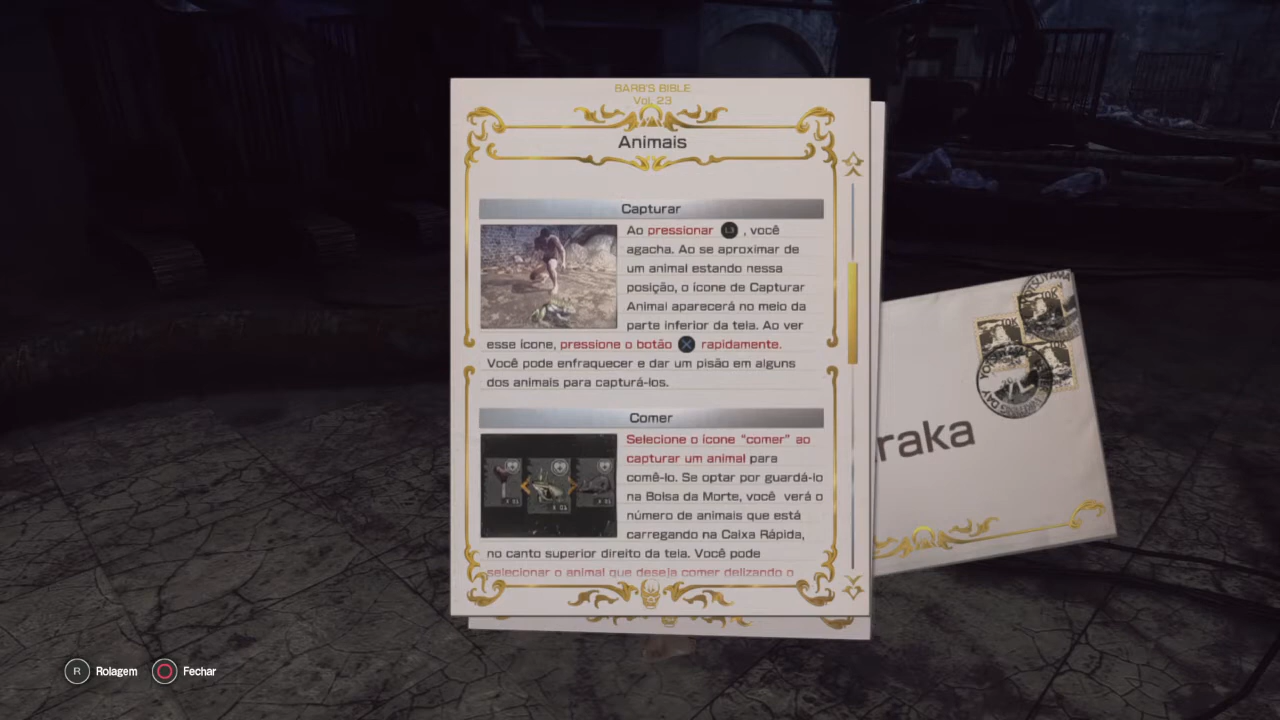 BARB'S BIBLE
Vol. 23
Animais
Capturar
Ao pressionar L3 , você
agacha. Ao se aproximar de
um animal estando nessa
posição, o ícone de Capturar
Animal aparecerá no meio da
parte inferior da tela. Ao ver
esse ícone, pressione o botão X rapidamente.
Você pode enfraquecer e dar um pisão em alguns
dos animais para capturá-los.
Comer
Selecione o ícone "comer" ao
capturar um animal para
comê-lo. Se optar por guardá-lo
na Bolsa da Morte, você verá o
número de animais que está
carregando na Caixa Rápida,
no canto superior direito da tela. Você pode
selecionar o animal que deseja comer delizando o
raka
R Rolagem
Fechar